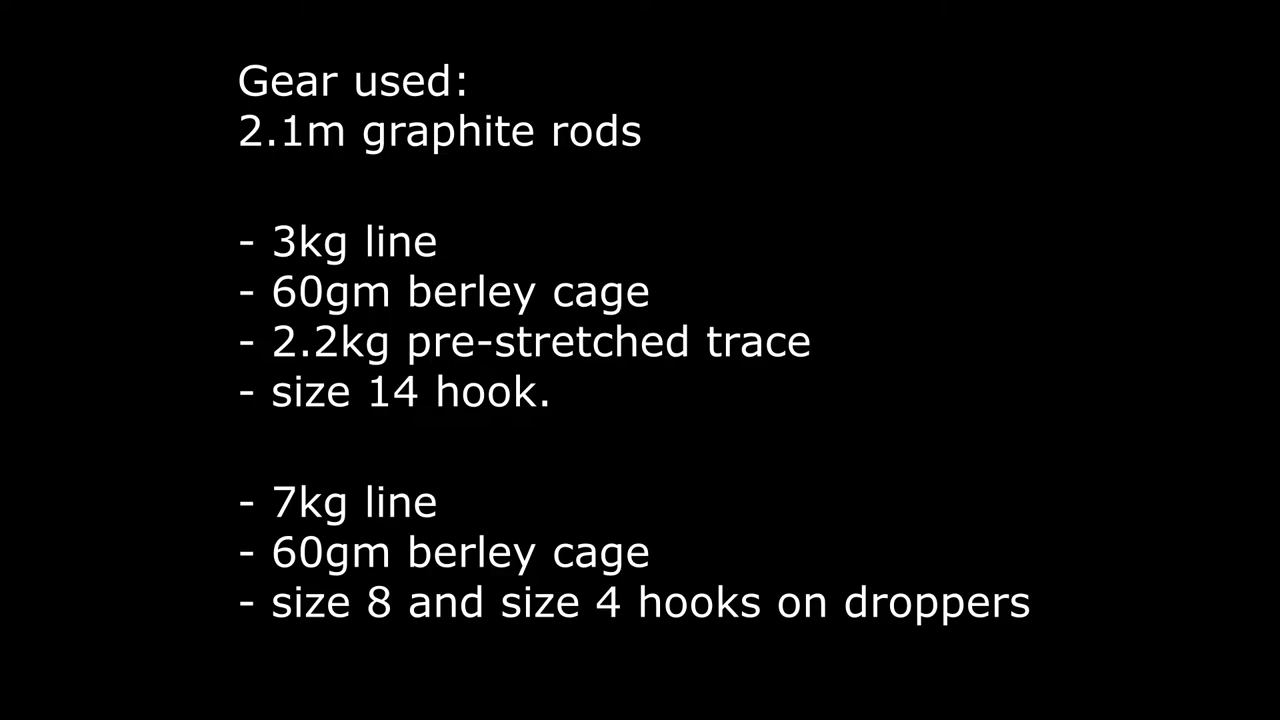 Gear used:
2.1m graphite rods
- 3kg line
- 60gm berley cage
- 2.2kg pre-stretched trace
- size 14 hook.
- 7kg line
- 60gm berley cage
- size 8 and size 4 hooks on droppers